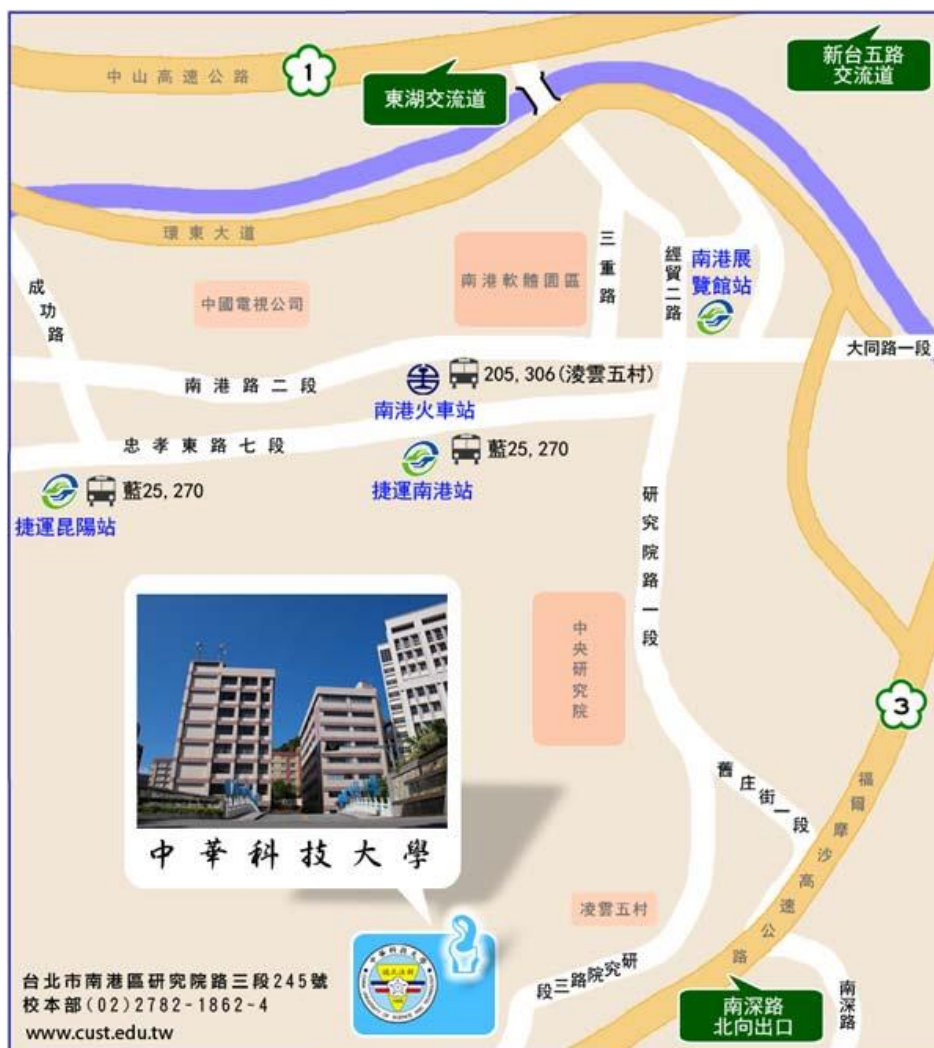 新台五路
交流道
中山高速公路
1
東湖交流道
環東大道
三重路
經貿二路
南港展
覽館站
南港軟體園區
成功路
中國電視公司
大同路一段
南港路二段
205, 306(淩雲五村)
南港火車站
忠孝東路七段
藍25, 270
捷運南港站
藍25, 270
捷運昆陽站
研究院路一段
中央研究院
3
舊庄街一段
福爾摩沙高速公路
中華科技大學
凌雲五村
研究院路三段
中華科技大學
台北市南港區研究院路三段245號
校本部(02)2782-1862-4
www.cust.edu.tw
南深路
北向出口
南深路